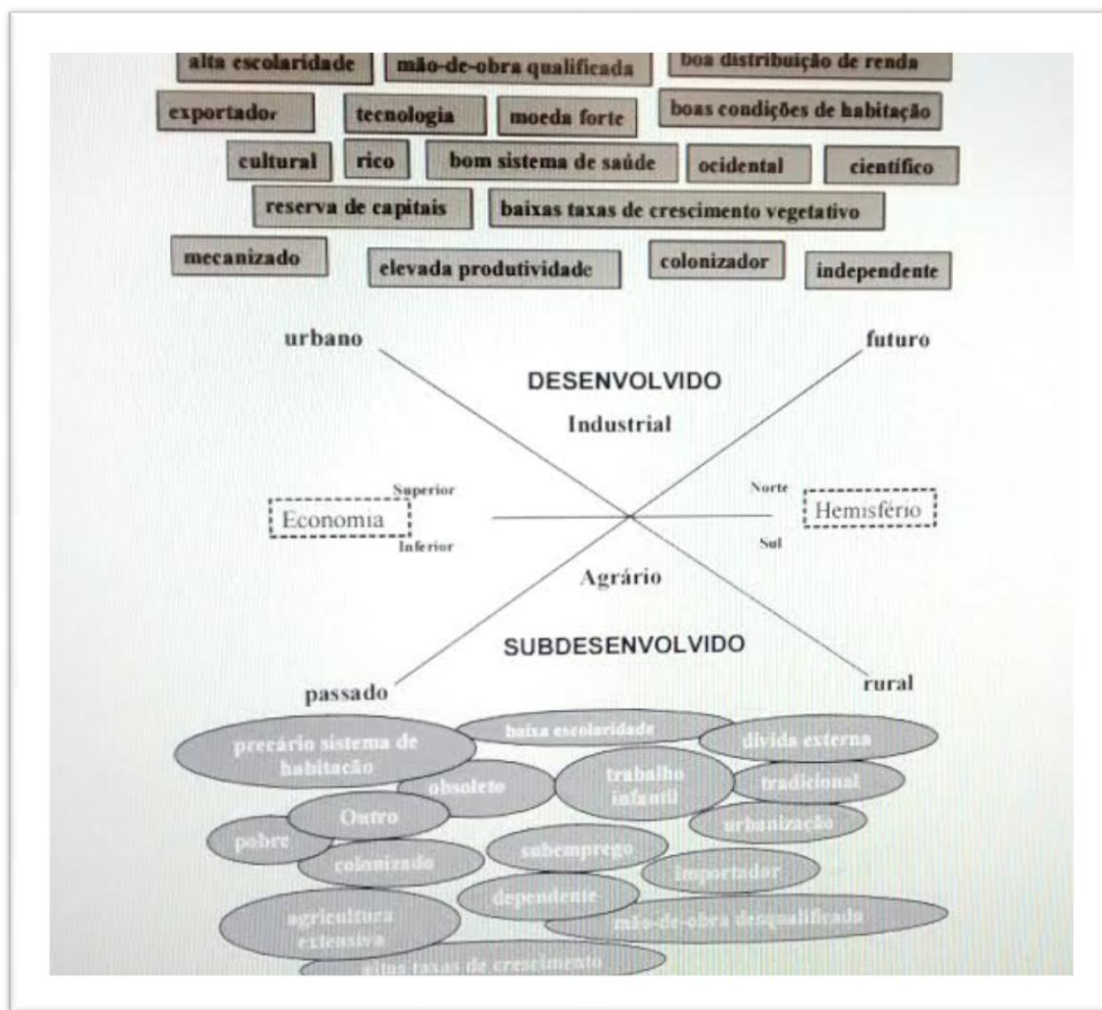 alta escolaridade mão-de-obra qualificada boa distribuição de renda
exportador tecnologia moeda forte boas condições de habitação
cultural rico bom sistema de saúde ocidental científico
reserva de capitais baixas taxas de crescimento vegetativo
mecanizado elevada produtividade colonizador independente
urbano futuro
DESENVOLVIDO
Industrial
Superior Norte
Economia Hemisfério
Inferior Sul
Agrário
SUBDESENVOLVIDO
passado rural
precário sistema de
habitação
baixa escolaridade
dívida externa
obsoleto
trabalho
infantil
tradicional
Outro
urbanização
pobre
colonizado
subemprego
importador
agricultura
extensiva
dependente
mão-de-obra desqualificada
altas taxas de crescimento